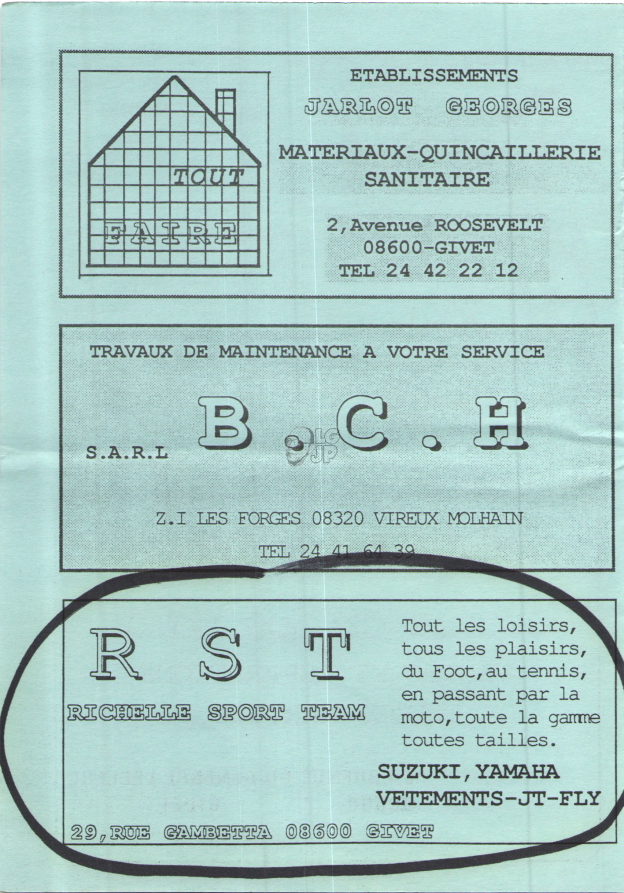 ETABLISSEMENTS
JARLOT GEORGES
MATERIAUX-QUINCAILLERIE
SANITAIRE
TOUT
FAIRE
2,Avenue ROOSEVELT
08600-GIVET
TEL 24 42 22 12
TRAVAUX DE MAINTENANCE A VOTRE SERVICE
S.A.R.L B.C.H
LG
JP
Z.I LES FORGES 08320 VIREUX MOLHAIN
TEL 24 41 64 39
R S T
RICHELLE SPORT TEAM
Tout les loisirs,
tous les plaisirs,
du Foot,au tennis,
en passant par la
moto,toute la gamme
toutes tailles.
SUZUKI,YAMAHA
VETEMENTS-JT-FLY
29,RUE GAMBETTA 08600 GIVET